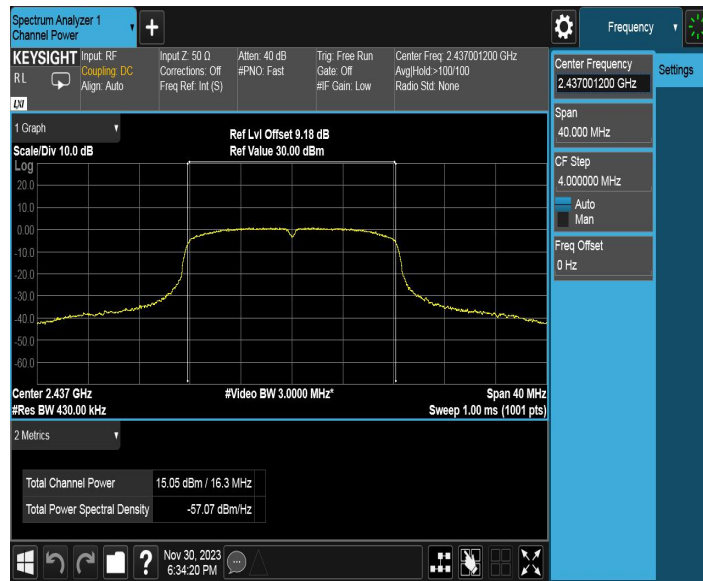 Spectrum Analyzer 1
Channel Power
+
Frequency
KEYSIGHT
RL
LXI
Input: RF
Coupling: DC
Align: Auto
Input Z: 50 Ω
Corrections: Off
Freq Ref: Int (S)
Atten: 40 dB
#PNO: Fast
Trig: Free Run
Gate: Off
#IF Gain: Low
Center Freq: 2.437001200 GHz
Avg|Hold:>100/100
Radio Std: None
Center Frequency
2.437001200 GHz
Settings
Span
40.000 MHz
CF Step
4.000000 MHz
Auto
Man
Freq Offset
0 Hz
1 Graph
Scale/Div 10.0 dB
Ref Lvl Offset 9.18 dB
Ref Value 30.00 dBm
Log
20.0
10.0
0.00
-10.0
-20.0
-30.0
-40.0
-50.0
-60.0
Center 2.437 GHz
#Video BW 3.0000 MHz*
Span 40 MHz
#Res BW 430.00 kHz
Sweep 1.00 ms (1001 pts)
2 Metrics
Total Channel Power 15.05 dBm / 16.3 MHz
Total Power Spectral Density -57.07 dBm/Hz
?
Nov 30, 2023
6:34:20 PM